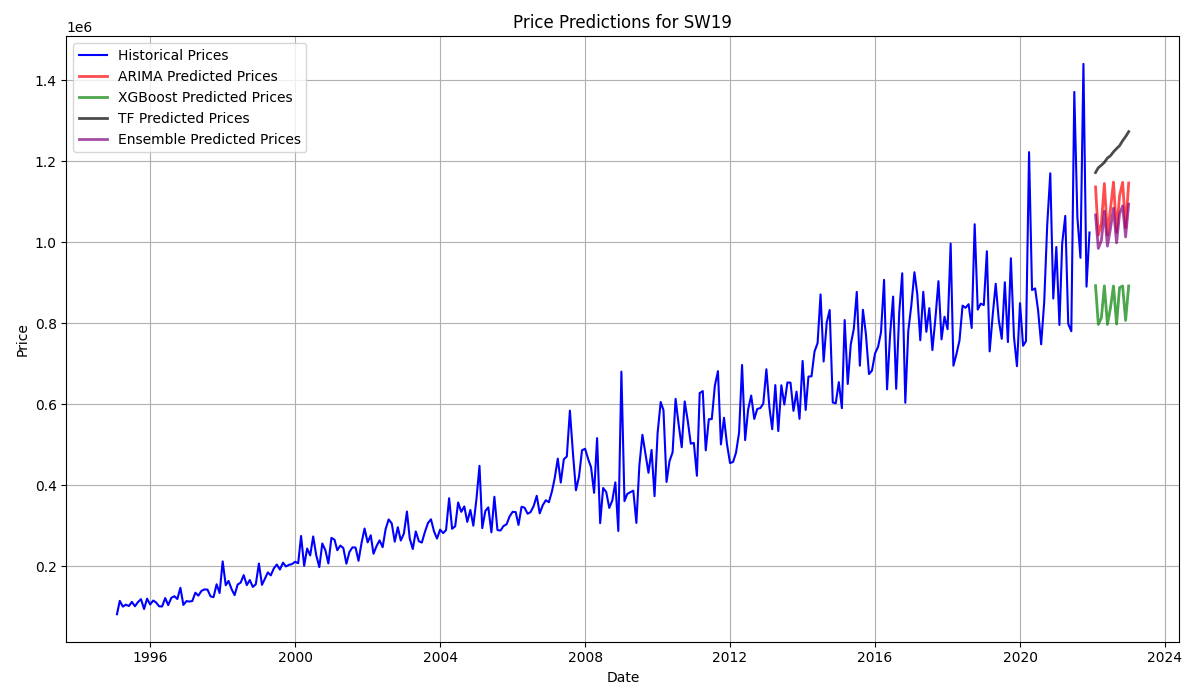 Price Predictions for SW19
1e6
Historical Prices
ARIMA Predicted Prices
XGBoost Predicted Prices
TF Predicted Prices
Ensemble Predicted Prices
1.4
1.2
1.0
0.8
0.6
0.4
0.2
Price
1996 2000 2004 2008 2012 2016 2020 2024
Date